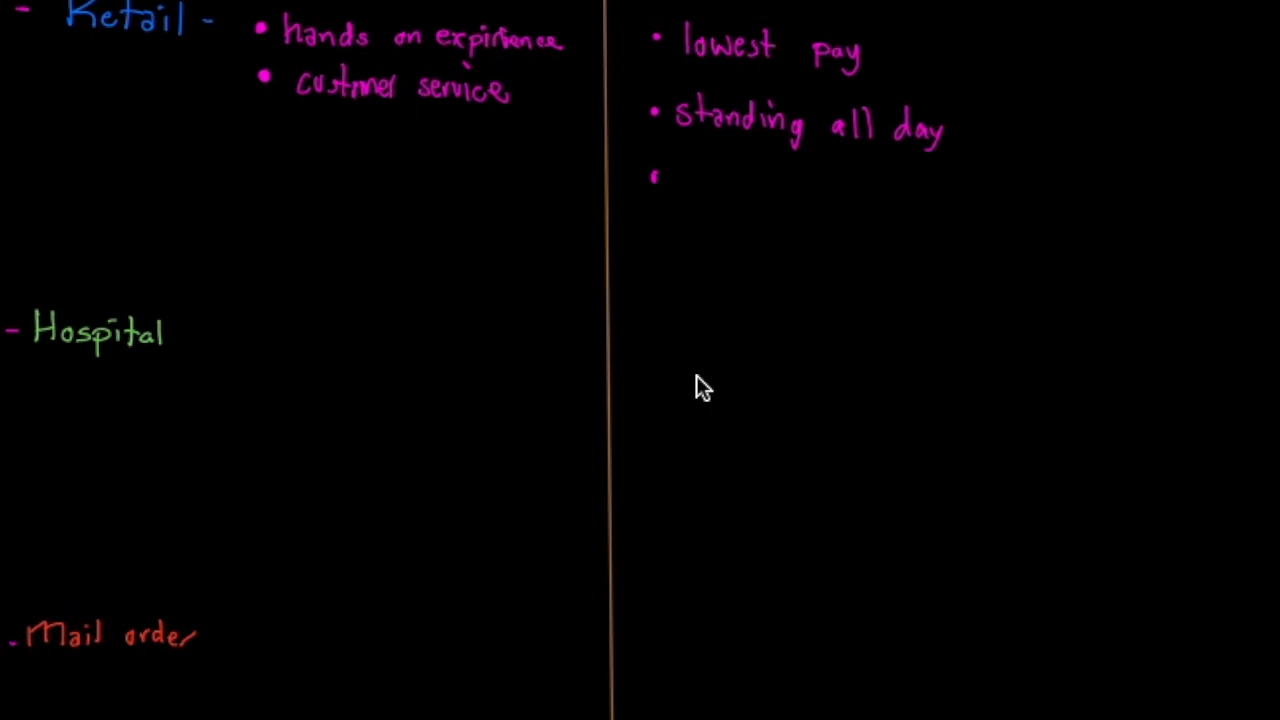 - Retail -
• hands on expirience
• customer service
• lowest pay
• standing all day
•
- Hospital
- Mail order